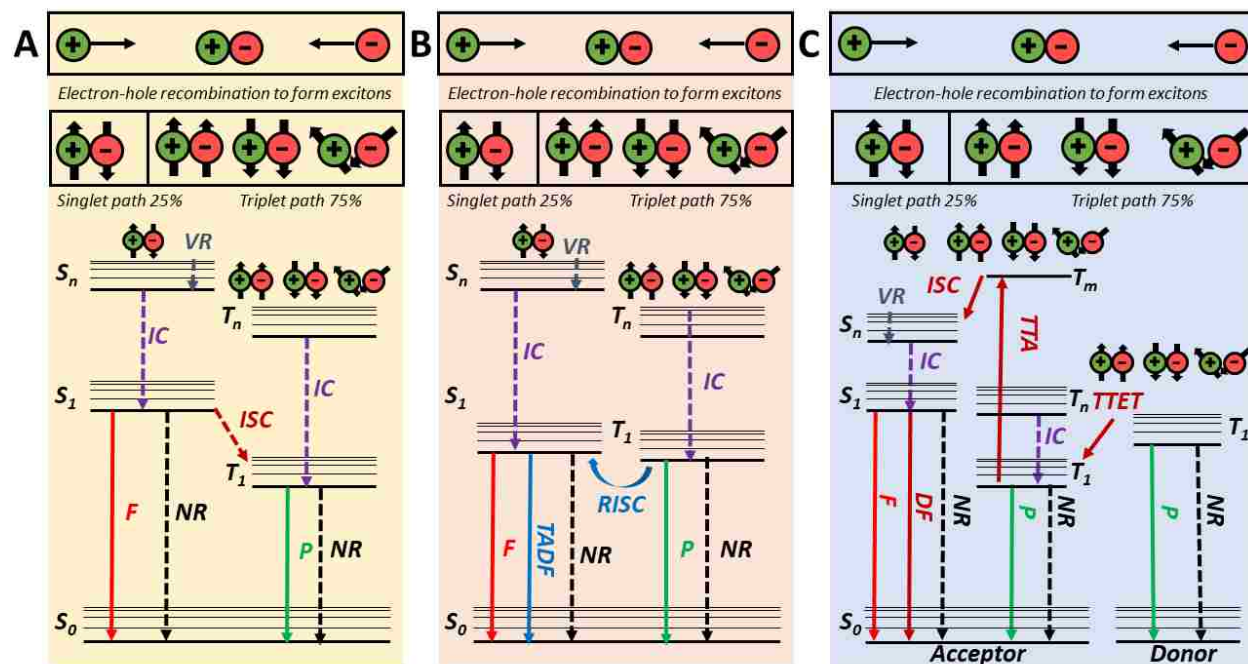 A
+
+ -
-
Electron-hole recombination to form excitons
+ -
+ -
+ -
+ -
Singlet path 25%
Triplet path 75%
+ -
VR
Sn
+ -
+ -
+ -
Tn
IC
IC
S1
ISC
T1
F
NR
P
NR
S0
B
+
+ -
-
Electron-hole recombination to form excitons
+ -
+ -
+ -
+ -
Singlet path 25%
Triplet path 75%
+ -
VR
Sn
+ -
+ -
+ -
Tn
IC
IC
S1
T1
RISC
F
TADF
NR
P
NR
S0
C
+
+ -
-
Electron-hole recombination to form excitons
+ -
+ -
+ -
+ -
Singlet path 25%
Triplet path 75%
+ -
+ -
+ -
+ -
ISC
Tm
VR
Sn
TTA
IC
+ -
+ -
+ -
S1
Tn
TTET
IC
T1
T1
F
DF
NR
P
NR
P
NR
S0
Acceptor
Donor